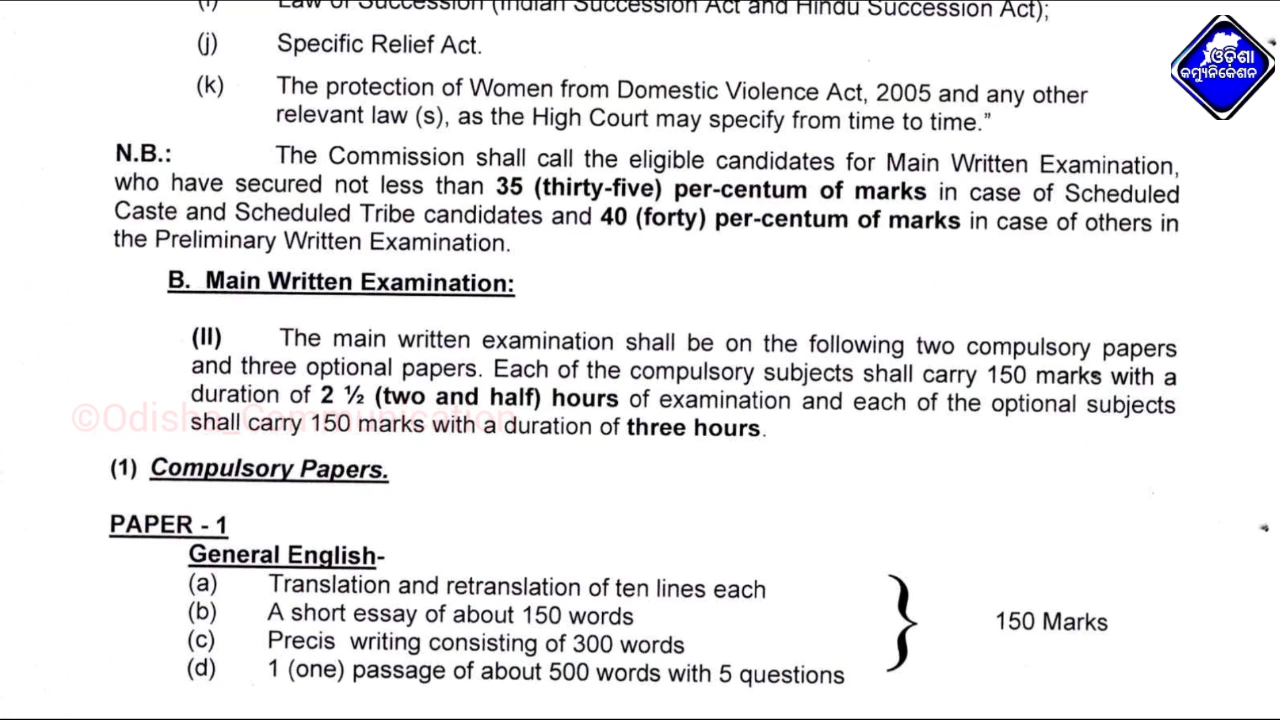 (i) Law of Succession (Indian Succession Act and Hindu Succession Act);
(j) Specific Relief Act.
(k) The protection of Women from Domestic Violence Act, 2005 and any other
relevant law (s), as the High Court may specify from time to time.”
N.B.: The Commission shall call the eligible candidates for Main Written Examination,
who have secured not less than 35 (thirty-five) per-centum of marks in case of Scheduled
Caste and Scheduled Tribe candidates and 40 (forty) per-centum of marks in case of others in
the Preliminary Written Examination.
B. Main Written Examination:
(II) The main written examination shall be on the following two compulsory papers
and three optional papers. Each of the compulsory subjects shall carry 150 marks with a
duration of 2 ½ (two and half) hours of examination and each of the optional subjects
shall carry 150 marks with a duration of three hours.
(1) Compulsory Papers.
PAPER - 1
General English-
(a) Translation and retranslation of ten lines each
(b) A short essay of about 150 words
(c) Precis writing consisting of 300 words
(d) 1 (one) passage of about 500 words with 5 questions
150 Marks
©Odisha_Communication
ଓଡ଼ିଶା
କମ୍ୟୁନିକେଶନ